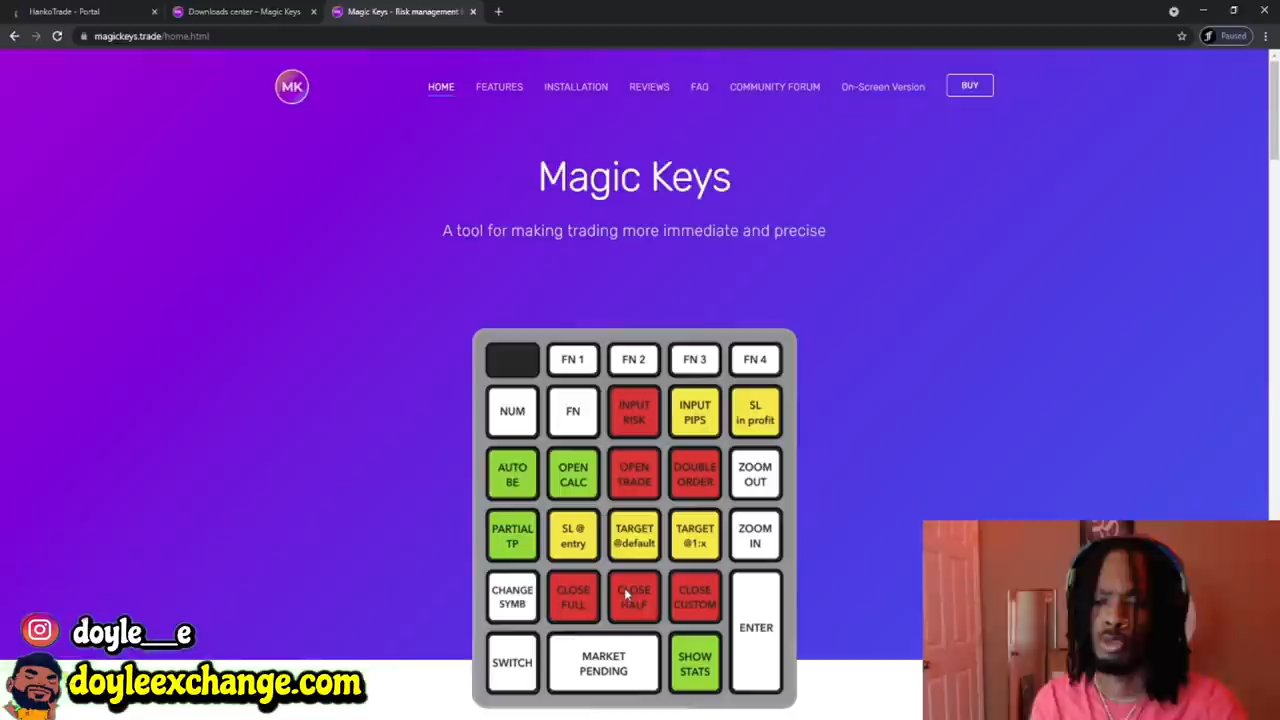 HankoTrade - Portal
Downloads center - Magic Keys
Magic Keys - Risk management
magickeys.trade/home.html
Paused
MK
HOME
FEATURES
INSTALLATION
REVIEWS
FAQ
COMMUNITY FORUM
On-Screen Version
BUY
Magic Keys
A tool for making trading more immediate and precise
FN 1
FN 2
FN 3
FN 4
NUM
FN
INPUT
RISK
INPUT
PIPS
SL
in profit
AUTO
BE
OPEN
CALC
OPEN
TRADE
DOUBLE
ORDER
ZOOM
OUT
PARTIAL
TP
SL @
entry
TARGET
@default
TARGET
@1:x
ZOOM
IN
CHANGE
SYMB
CLOSE
FULL
CLOSE
HALF
CLOSE
CUSTOM
ENTER
SWITCH
MARKET
PENDING
SHOW
STATS
doyle__e
doyleexchange.com